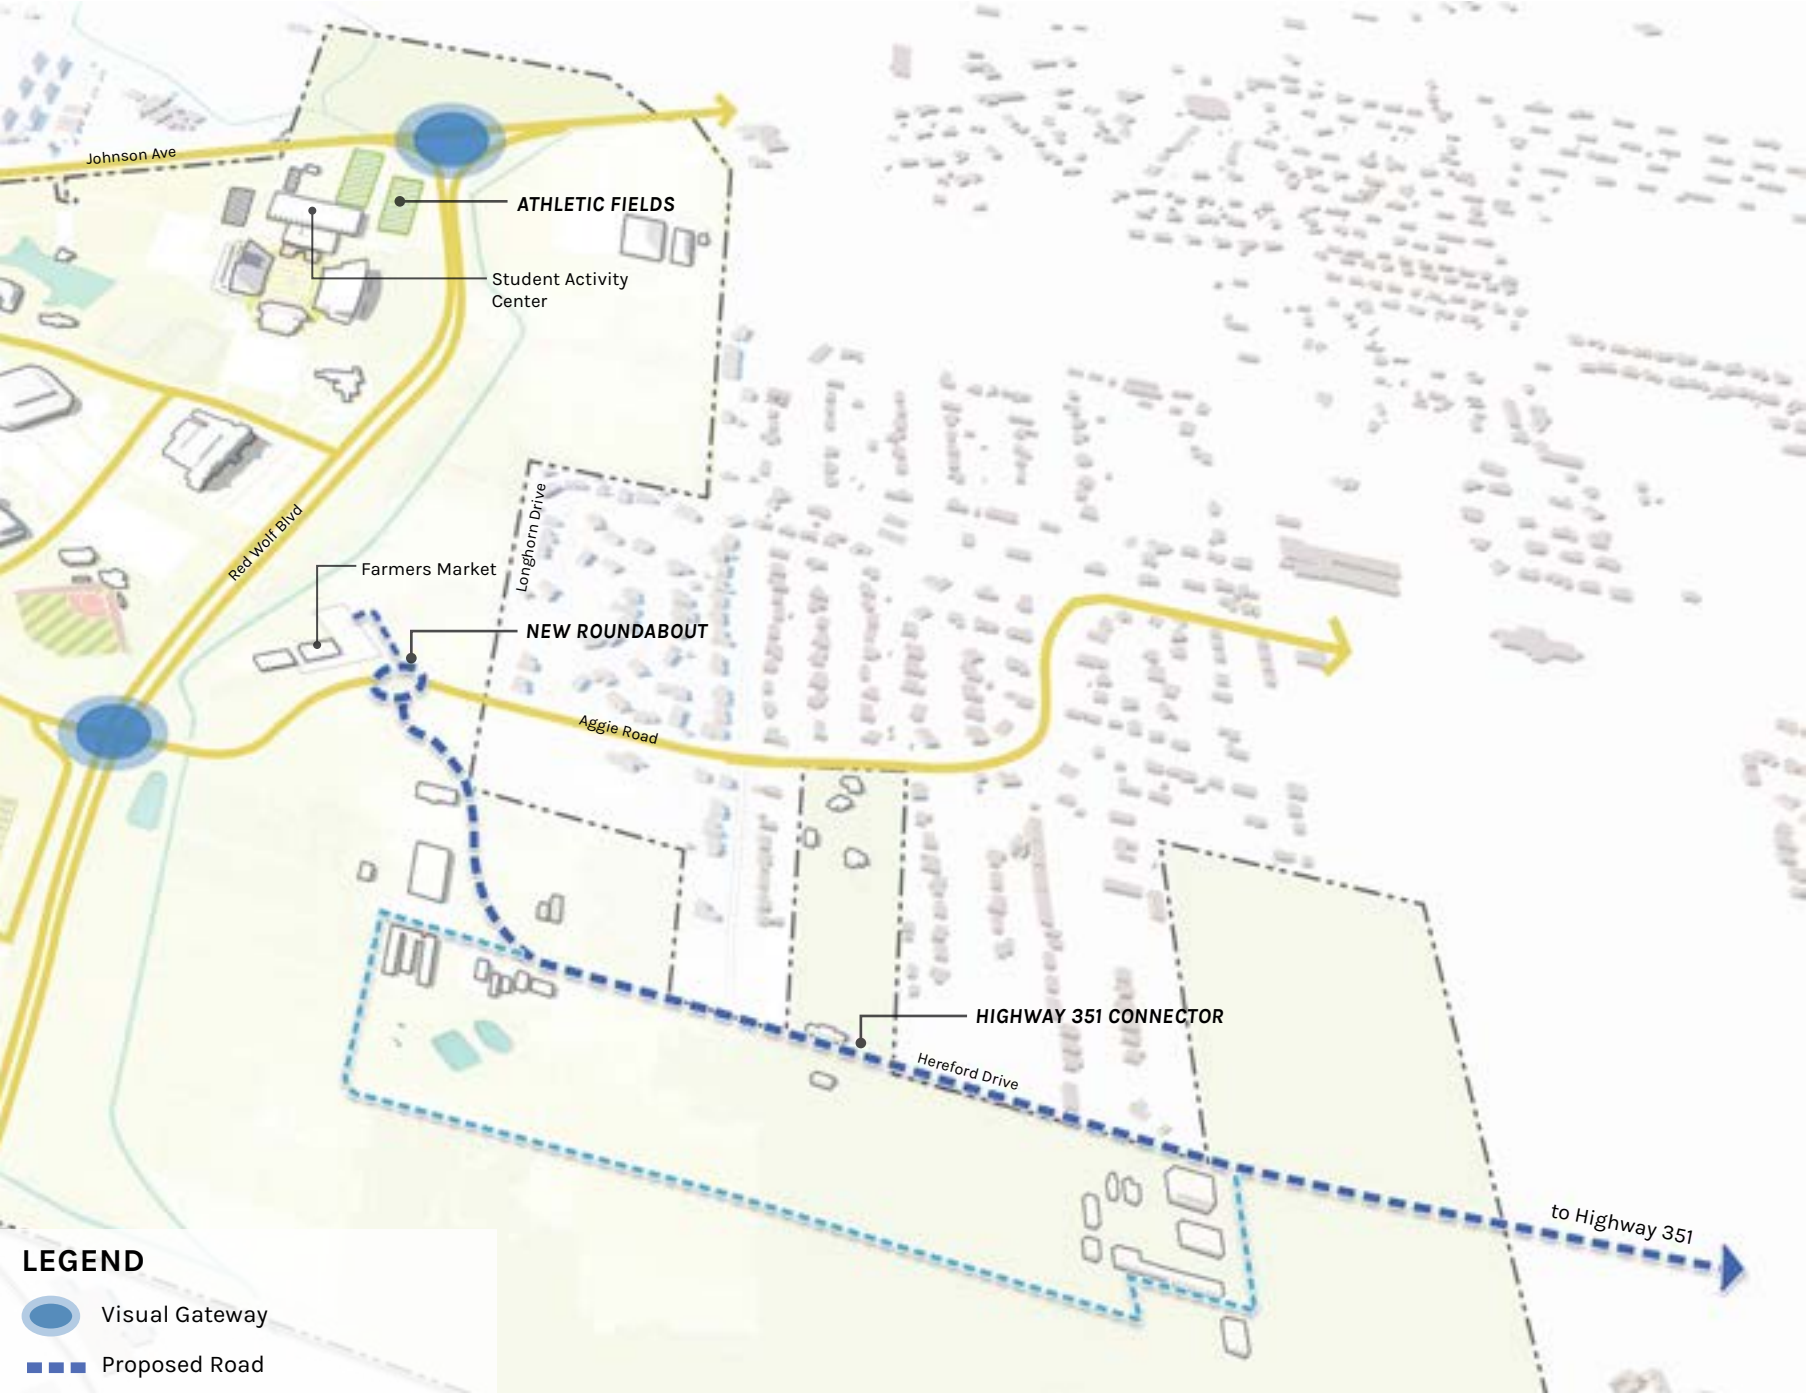 Johnson Ave
ATHLETIC FIELDS
Student Activity
Center
Longhorn Drive
Red Wolf Blvd
Farmers Market
NEW ROUNDABOUT
Aggie Road
HIGHWAY 351 CONNECTOR
Hereford Drive
to Highway 351
LEGEND
Visual Gateway
Proposed Road